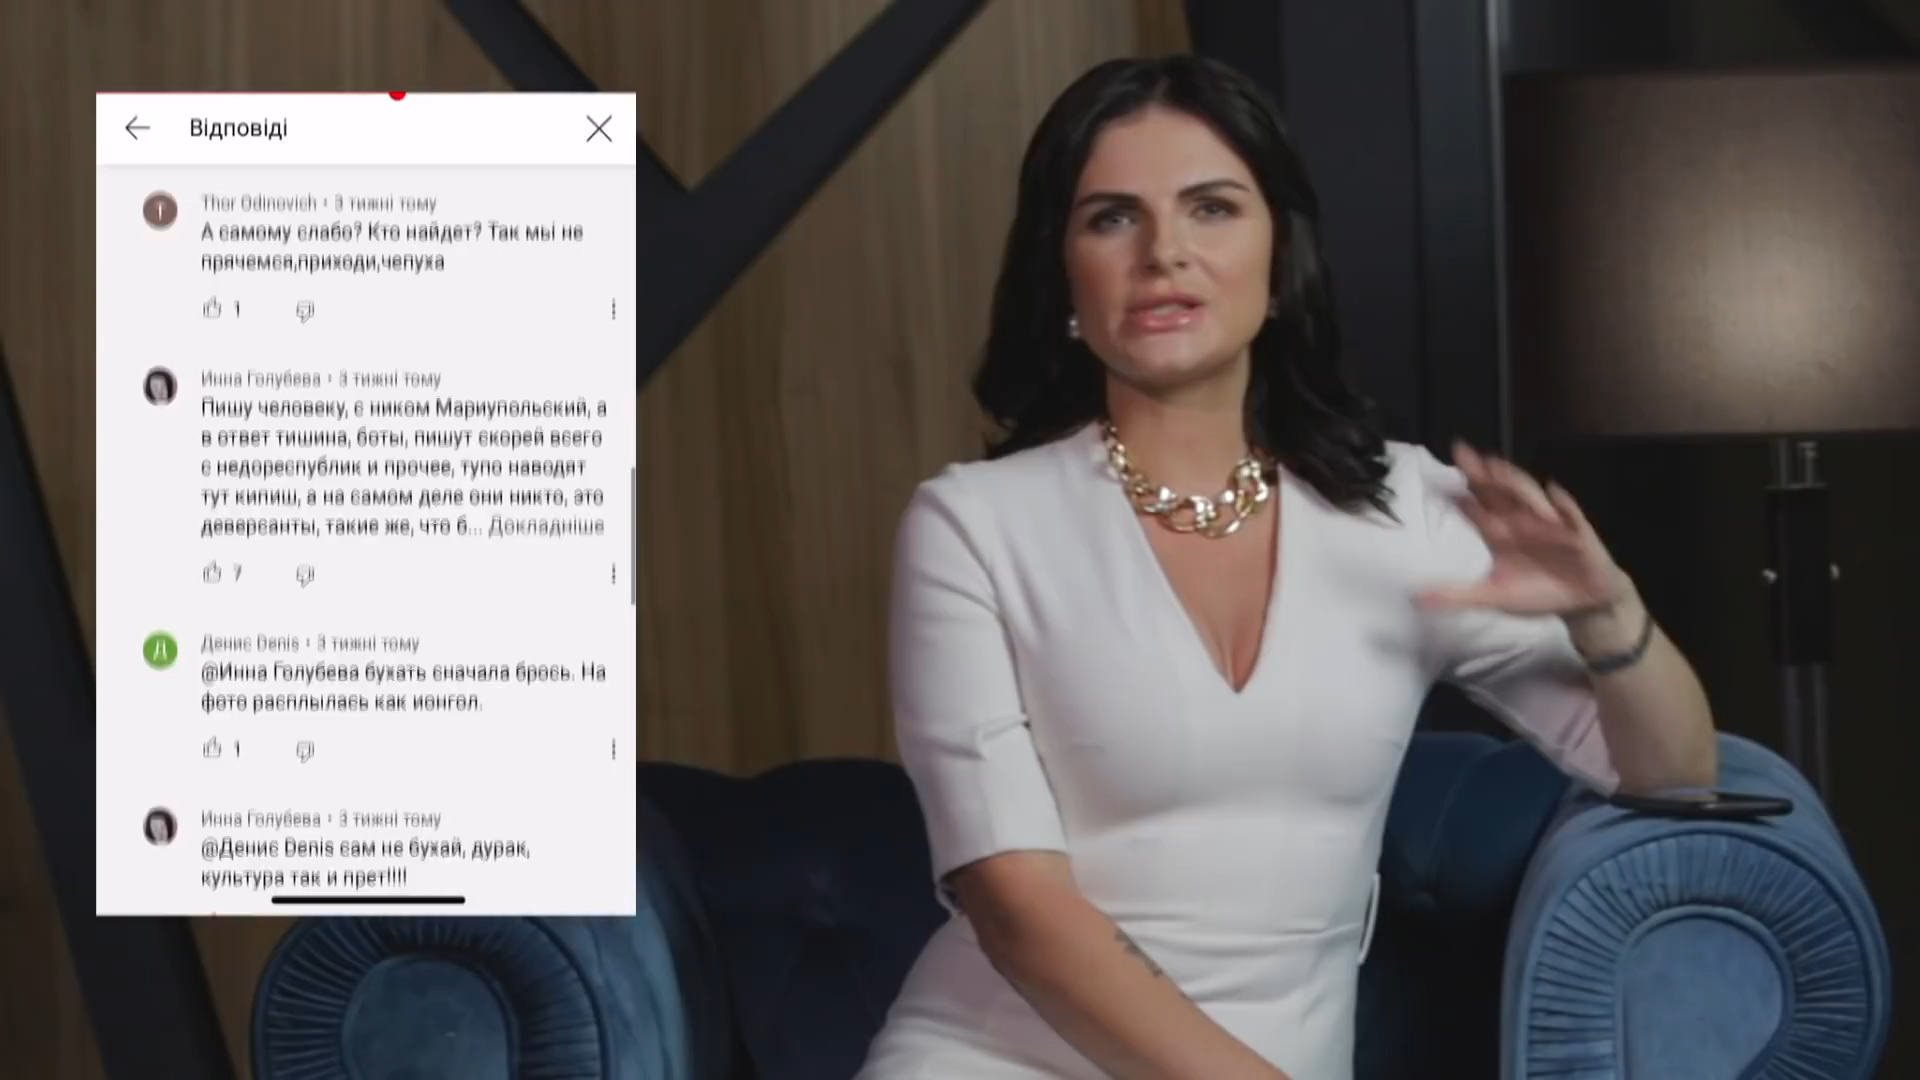 Відповіді
Thor Odinovich • 3 тижні тому
А самому слабо? Кто найдет? Так мьі не
прячемся,приходи,чепуха
1
Инна Голубева • 3 тижні тому
Пишу человеку, с ником Мариупольский, а
в ответ тишина, боты, пишут скорей всего
с недореспублик и прочее, тупо наводят
тут кипиш, а на самом деле они никто, это
деверсанты, такие же, что б... Докладніше
7
Д
Денис Denis • 3 тижні тому
@Инна Голубева бухать сначала брось. На
фото расплылась как ионгол.
1
Инна Голубева • 3 тижні тому
@Денис Denis сам не бухай, дурак,
культура так и прет!!!!